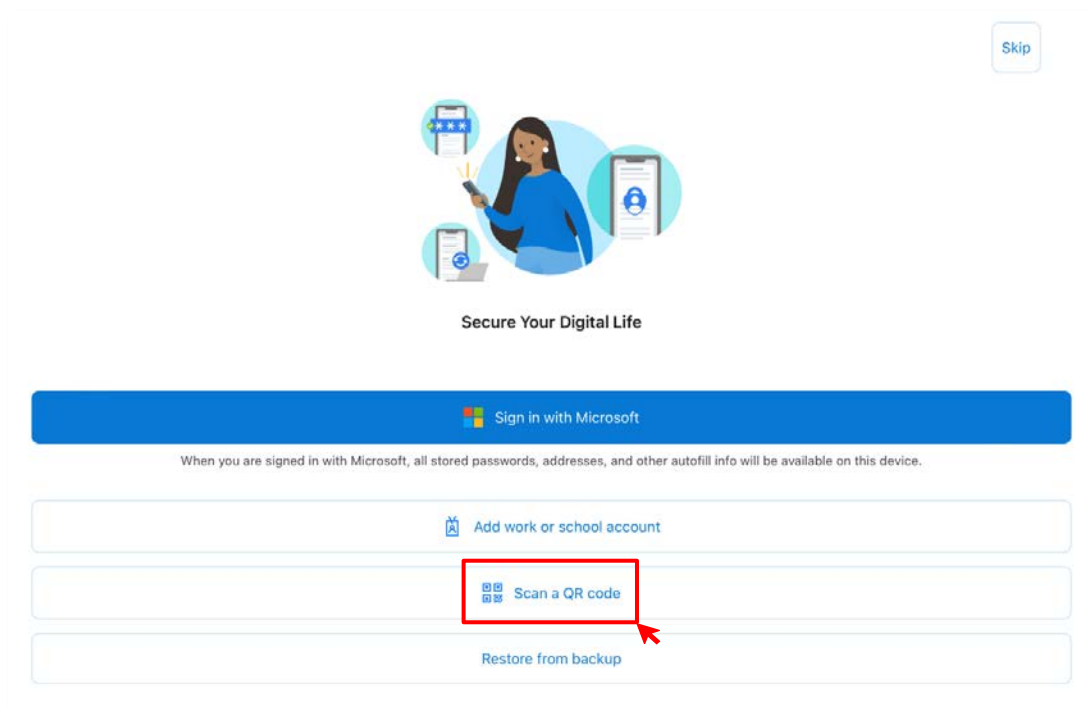 Skip
***
Secure Your Digital Life
Sign in with Microsoft
When you are signed in with Microsoft, all stored passwords, addresses, and other autofill info will be available on this device.
Add work or school account
Scan a QR code
Restore from backup